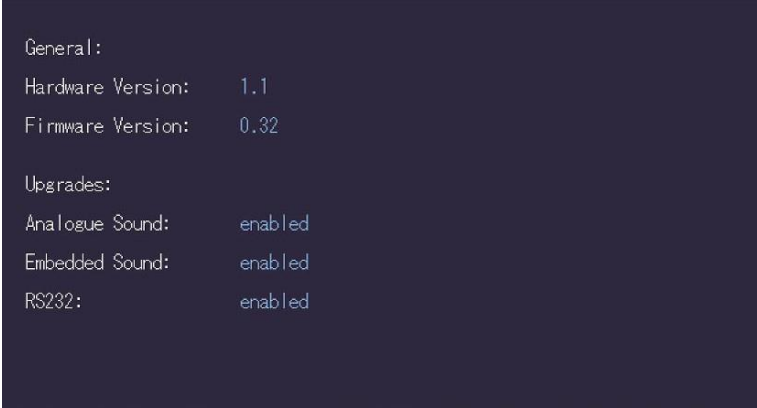 General:
Hardware Version: 1.1
Firmware Version: 0.32
Upgrades:
Analogue Sound: enabled
Embedded Sound: enabled
RS232: enabled